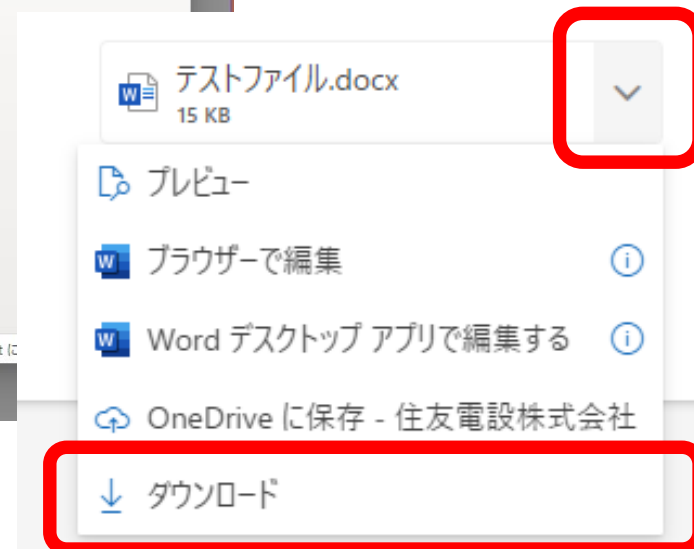 テストファイル.docx
15 KB
プレビュー
ブラウザーで編集
Word デスクトップ アプリで編集する
t に
OneDrive に保存 - 住友電設株式会社
ダウンロード